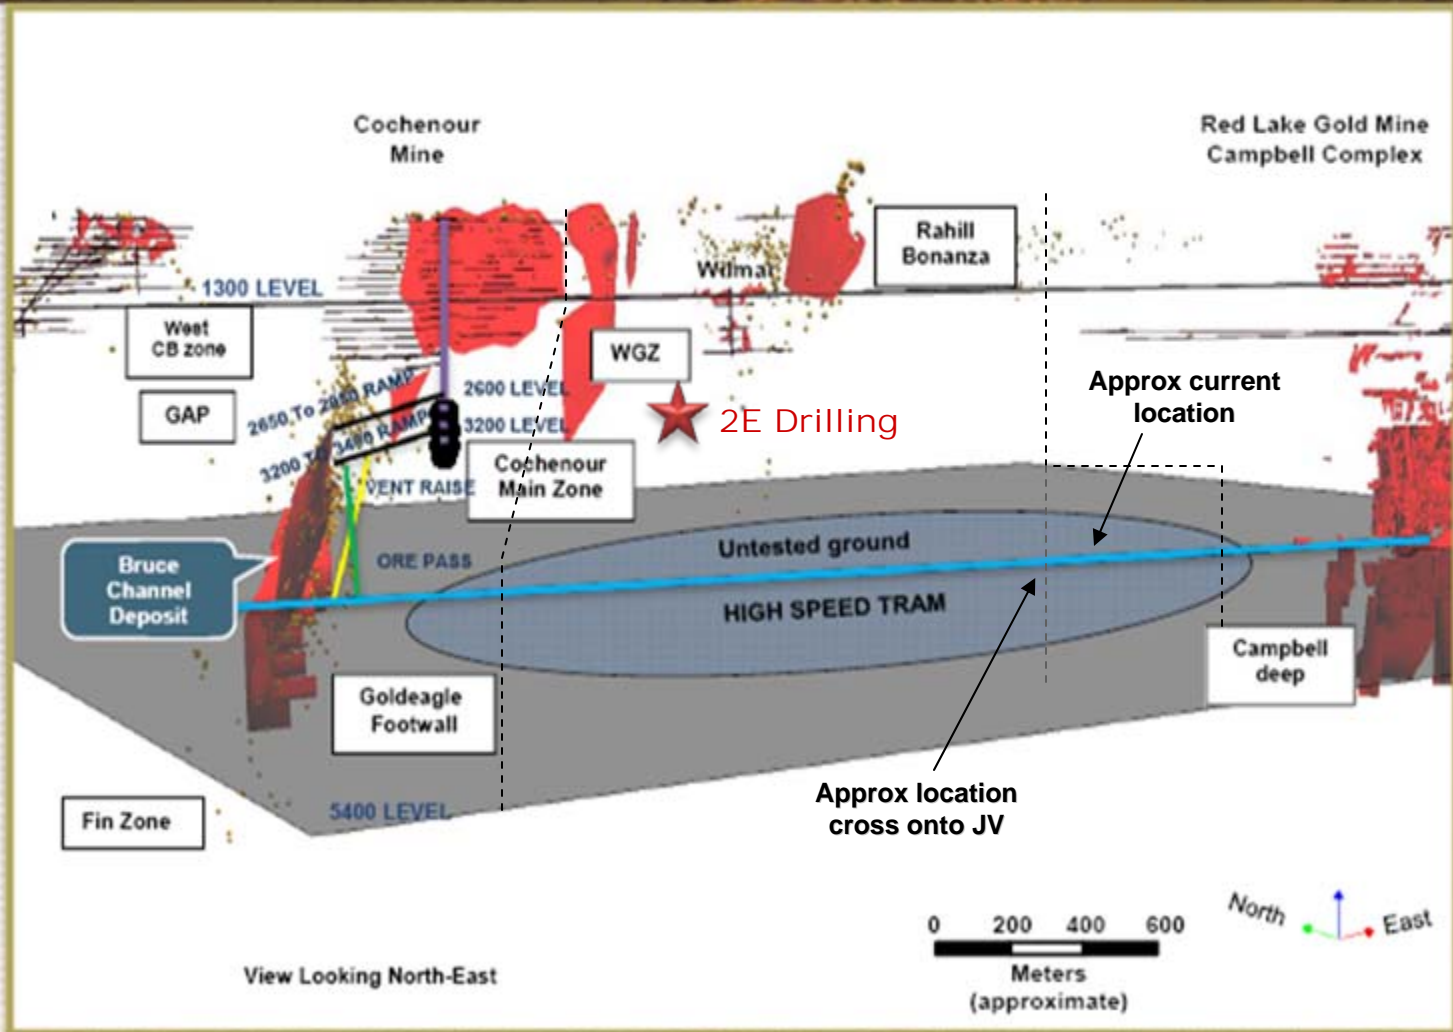 Cochenour
Mine
Red Lake Gold Mine
Campbell Complex
Rahill
Bonanza
Wilmar
1300 LEVEL
West
CB zone
WGZ
GAP
2650 To 2880 RAMP
2600 LEVEL
Approx current
location
2E Drilling
3200 LEVEL
3200 TO 3490 RAMP
Cochenour
Main Zone
VENT RAISE
Untested ground
ORE PASS
Bruce
Channel
Deposit
HIGH SPEED TRAM
Campbell
deep
Goldeagle
Footwall
Approx location
cross onto JV
5400 LEVEL
Fin Zone
North
East
0 200 400 600
Meters
(approximate)
View Looking North-East